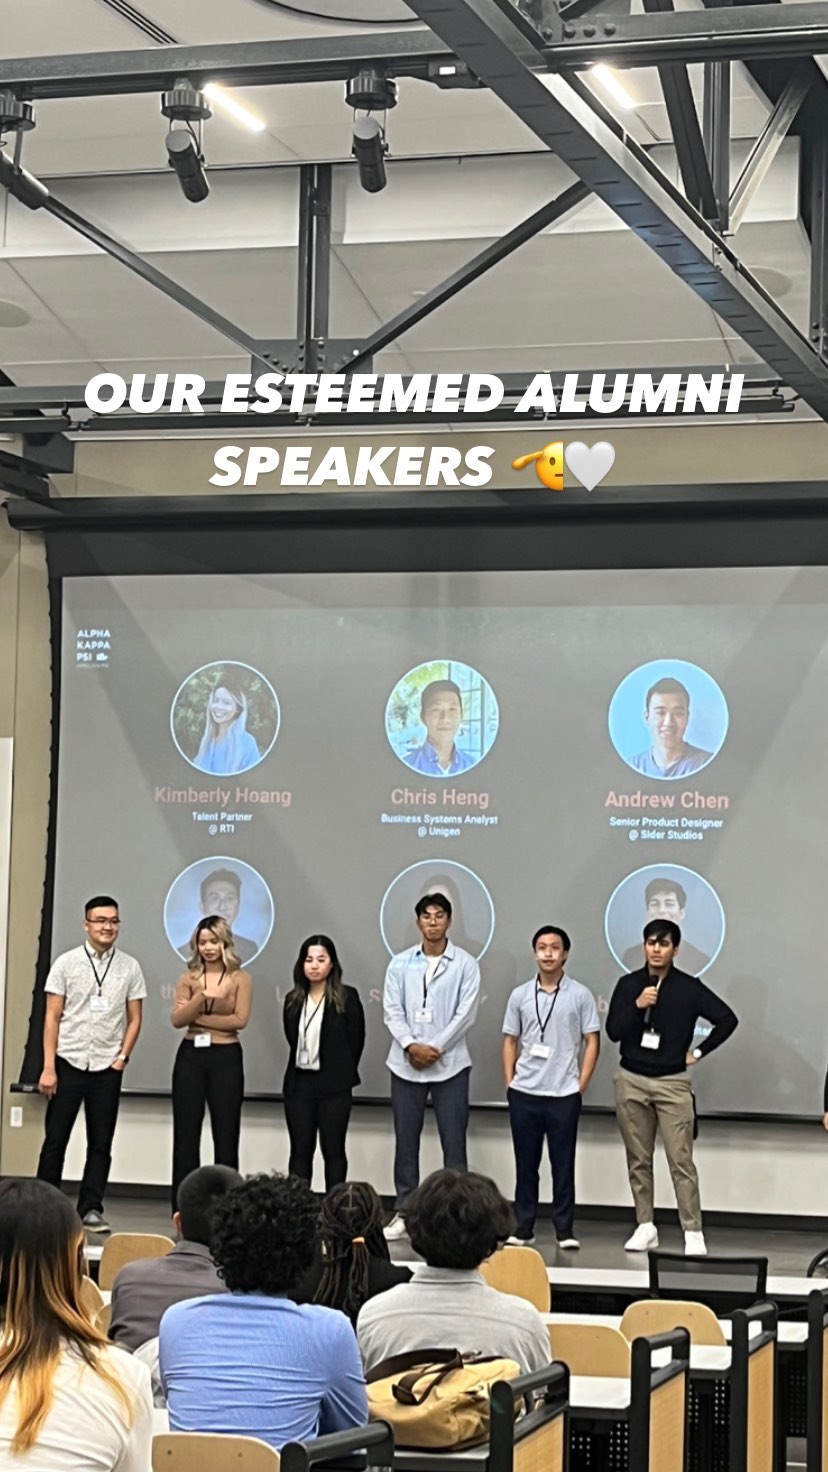 OUR ESTEEMED ALUMNI
SPEAKERS 🫡🤍
ALPHA
KAPPA
PSI
Kimberly Hoang
Talent Partner
@ RTI
Chris Heng
Business Systems Analyst
@ Unigen
Andrew Chen
Senior Product Designer
@ Sider Studios